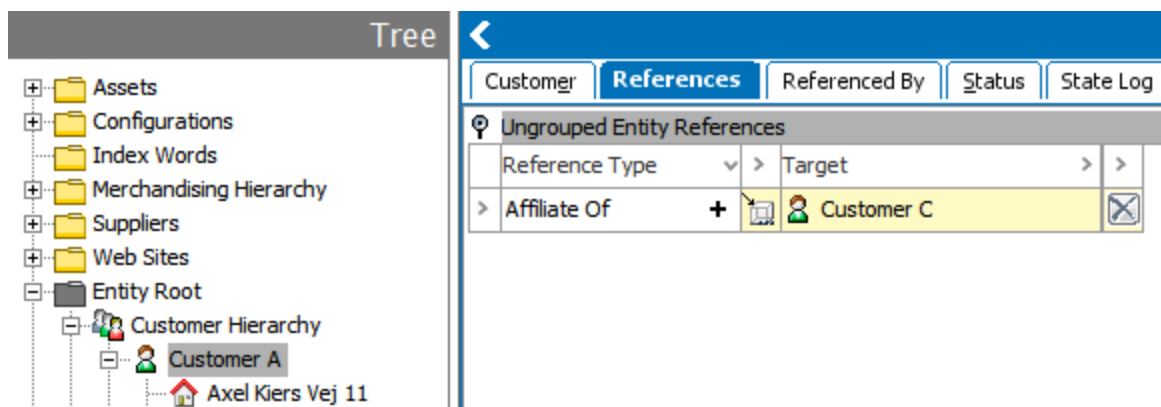 Tree
Assets
Configurations
Index Words
Merchandising Hierarchy
Suppliers
Web Sites
Entity Root
Customer Hierarchy
Customer A
Axel Kiers Vej 11
Customer References Referenced By Status State Log
Ungrouped Entity References
Reference Type > Target > >
> Affiliate Of + Customer C